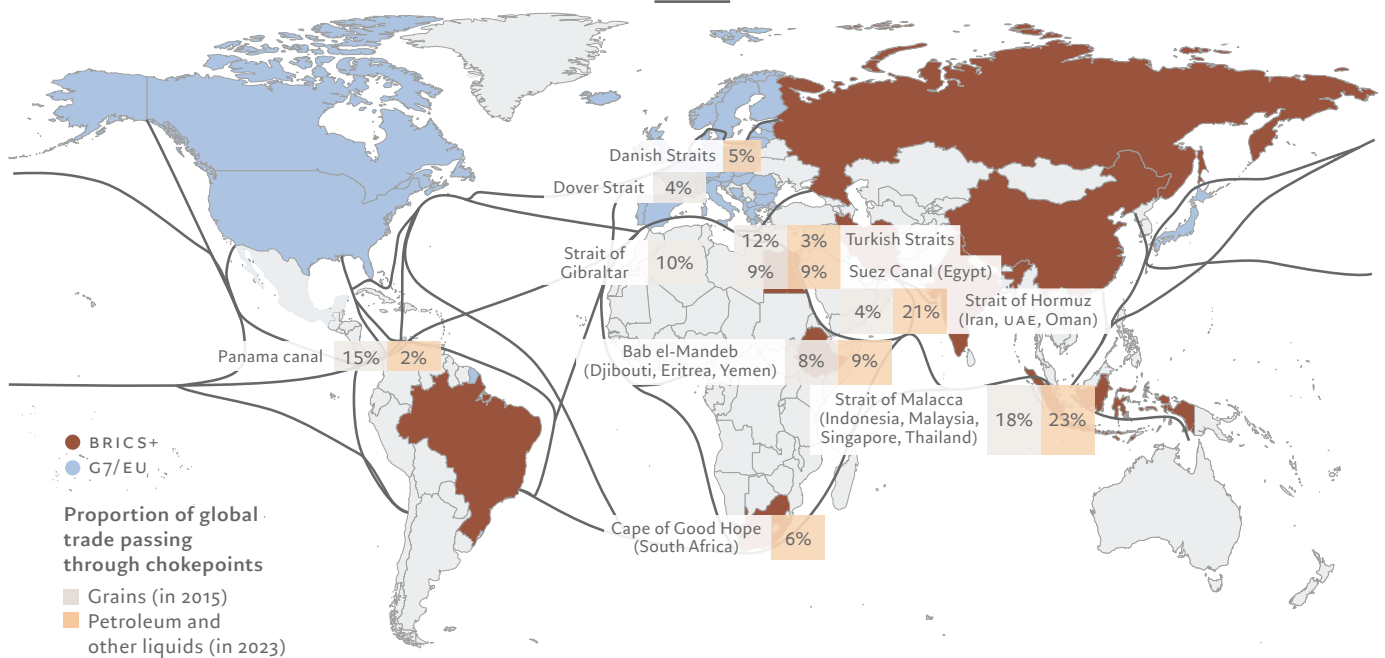 Danish Straits 5%
Dover Strait 4%
Strait of
Gibraltar
10%
12% 3% Turkish Straits
9% 9% Suez Canal (Egypt)
4% 21% Strait of Hormuz
(Iran, UAE, Oman)
Panama canal 15% 2%
Bab el-Mandeb
(Djibouti, Eritrea, Yemen)
8% 9%
Strait of Malacca
(Indonesia, Malaysia,
Singapore, Thailand)
18% 23%
BRICS+
G7/EU
Proportion of global
trade passing
through chokepoints
Grains (in 2015)
Petroleum and
other liquids (in 2023)
Cape of Good Hope
(South Africa)
6%